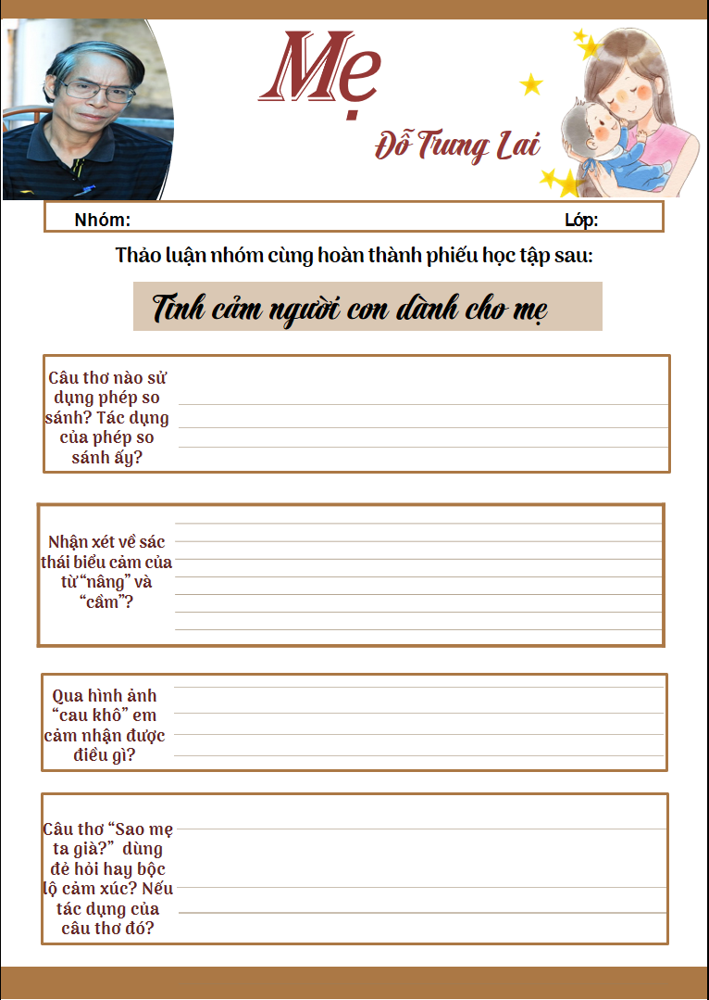 Mẹ
Đỗ Trung Lai
Nhóm: Lớp:
Thảo luận nhóm cùng hoàn thành phiếu học tập sau:
Tình cảm người con dành cho mẹ
Câu thơ nào sử
dụng phép so
sánh? Tác dụng
của phép so
sánh ấy?
Nhận xét về sác
thái biểu cảm của
từ “nâng” và
“cầm”?
Qua hình ảnh
“cau khô” em
cảm nhận được
điều gì?
Câu thơ “Sao mẹ
ta già?” dùng
đẻ hỏi hay bộc
lộ cảm xúc? Nếu
tác dụng của
câu thơ đó?